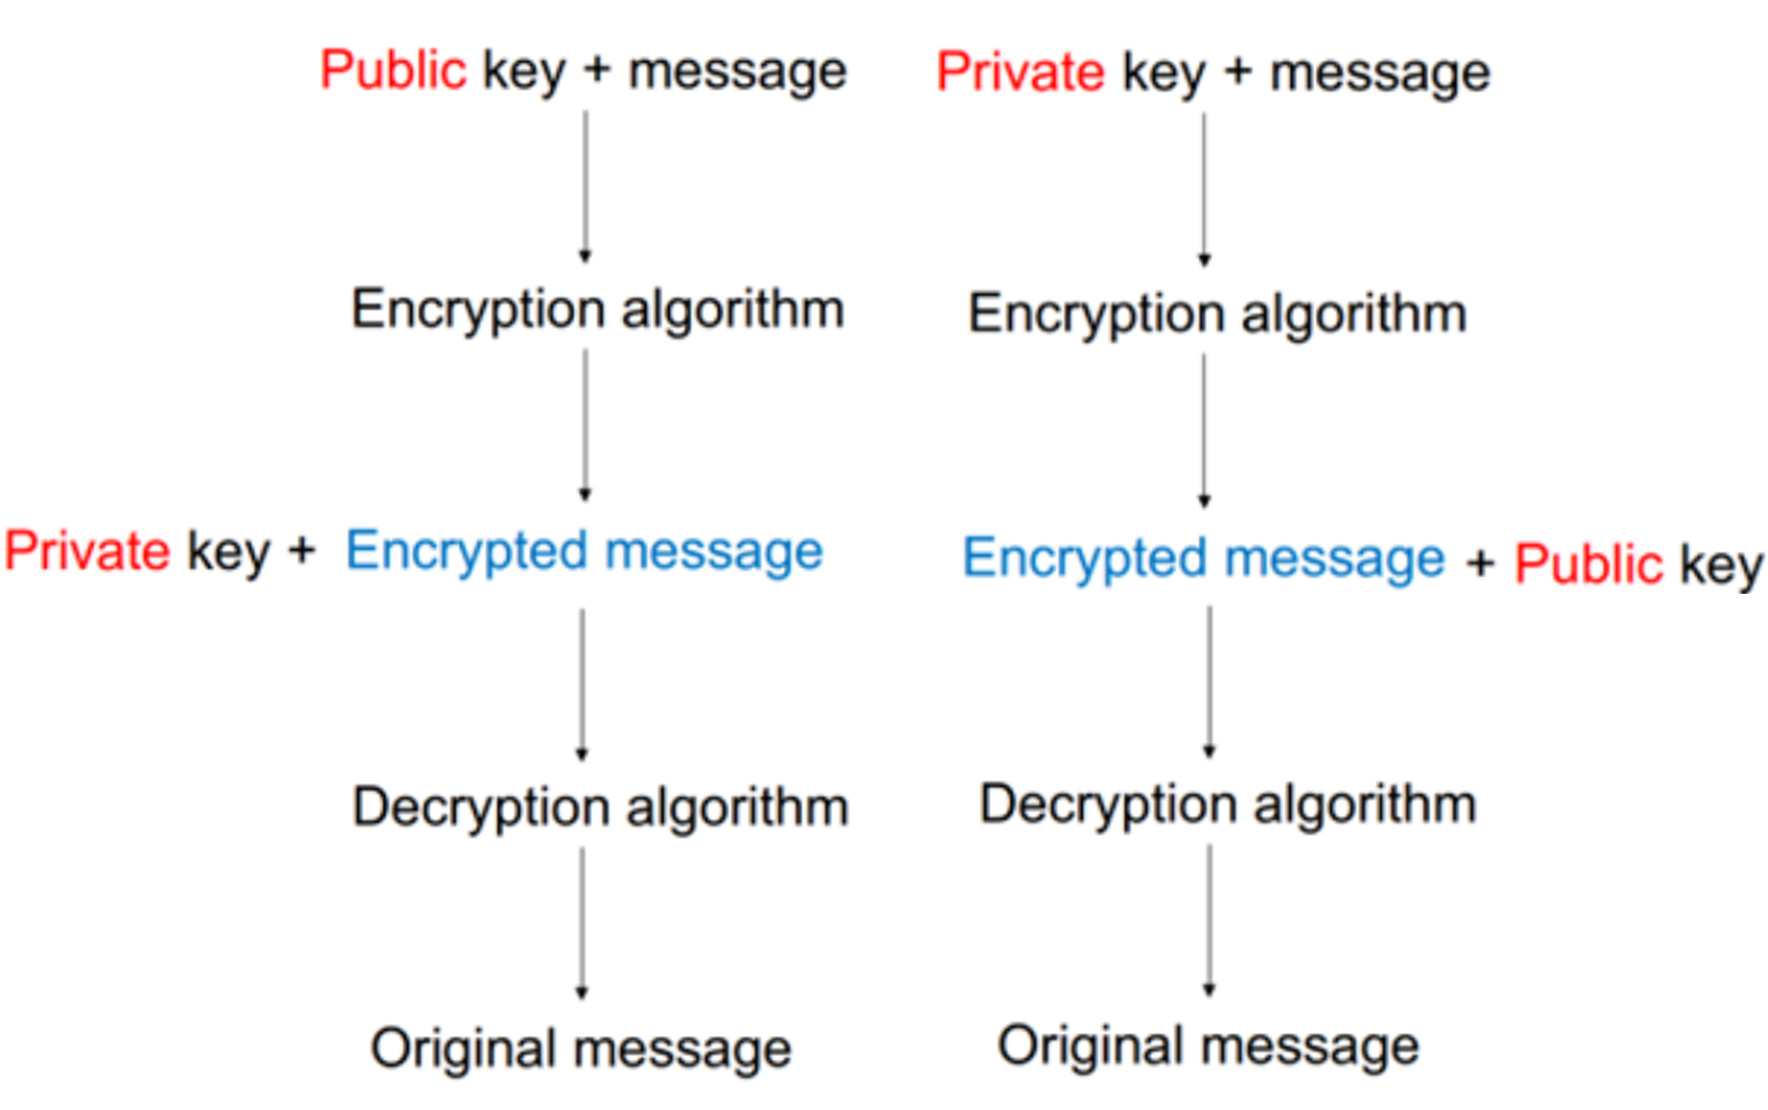 Public key + message
Encryption algorithm
Private key + Encrypted message
Decryption algorithm
Original message
Private key + message
Encryption algorithm
Encrypted message + Public key
Decryption algorithm
Original message